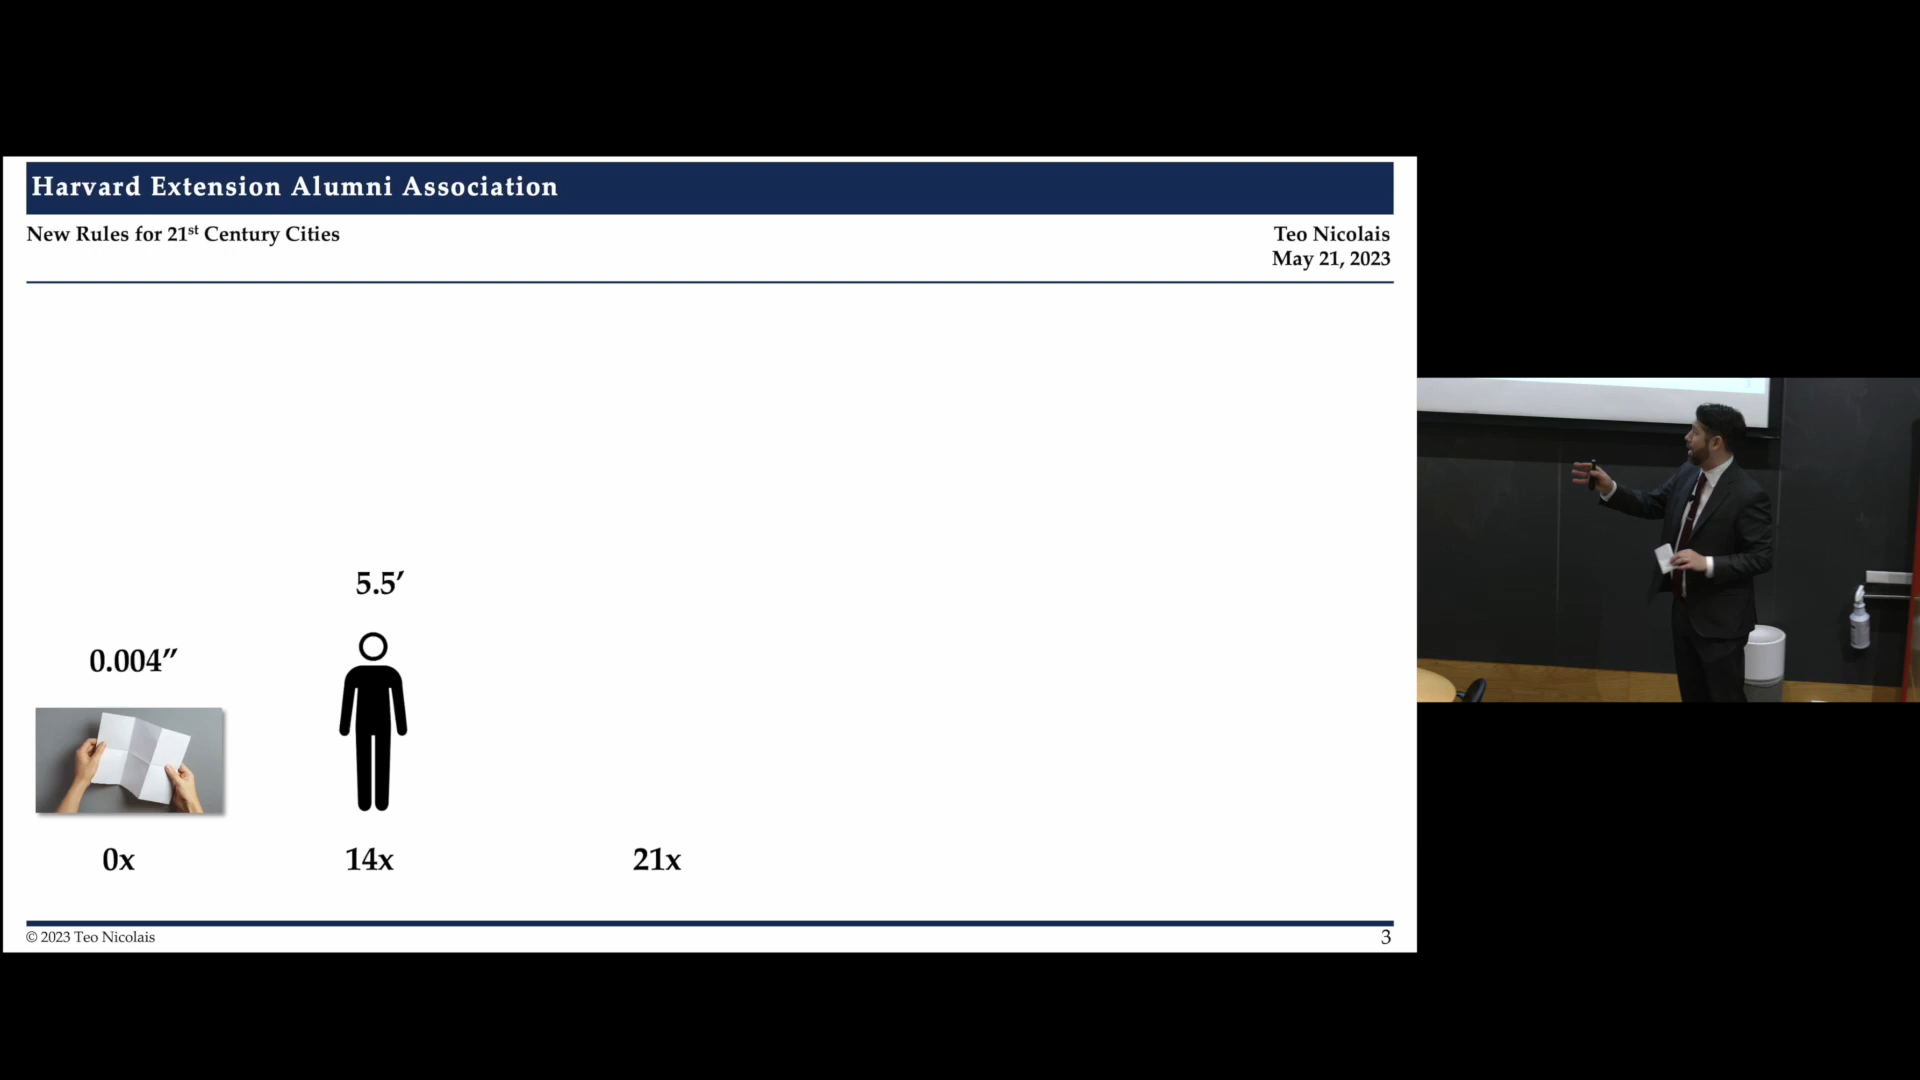 Harvard Extension Alumni Association
New Rules for 21st Century Cities
Teo Nicolais
May 21, 2023
5.5′
0.004″
0x
14x
21x
© 2023 Teo Nicolais
3